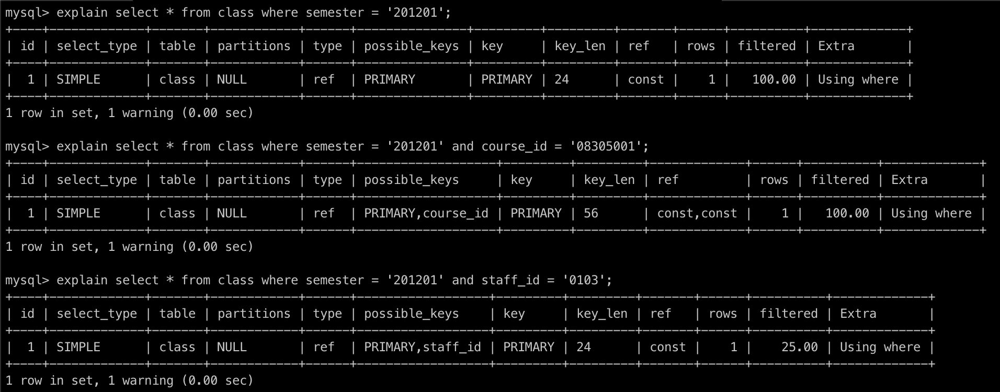 mysql> explain select * from class where semester = '201201';
+----+-------------+-------+------------+------+---------------+---------+---------+-------+------+----------+-------------+
| id | select_type | table | partitions | type | possible_keys | key     | key_len | ref   | rows | filtered | Extra       |
+----+-------------+-------+------------+------+---------------+---------+---------+-------+------+----------+-------------+
|  1 | SIMPLE      | class | NULL       | ref  | PRIMARY       | PRIMARY | 24      | const |    1 |   100.00 | Using where |
+----+-------------+-------+------------+------+---------------+---------+---------+-------+------+----------+-------------+
1 row in set, 1 warning (0.00 sec)

mysql> explain select * from class where semester = '201201' and course_id = '08305001';
+----+-------------+-------+------------+------+-------------------+---------+---------+-------------+------+----------+-------------+
| id | select_type | table | partitions | type | possible_keys     | key     | key_len | ref         | rows | filtered | Extra       |
+----+-------------+-------+------------+------+-------------------+---------+---------+-------------+------+----------+-------------+
|  1 | SIMPLE      | class | NULL       | ref  | PRIMARY,course_id | PRIMARY | 56      | const,const |    1 |   100.00 | Using where |
+----+-------------+-------+------------+------+-------------------+---------+---------+-------------+------+----------+-------------+
1 row in set, 1 warning (0.00 sec)

mysql> explain select * from class where semester = '201201' and staff_id = '0103';
+----+-------------+-------+------------+------+------------------+---------+---------+-------+------+----------+-------------+
| id | select_type | table | partitions | type | possible_keys    | key     | key_len | ref   | rows | filtered | Extra       |
+----+-------------+-------+------------+------+------------------+---------+---------+-------+------+----------+-------------+
|  1 | SIMPLE      | class | NULL       | ref  | PRIMARY,staff_id | PRIMARY | 24      | const |    1 |    25.00 | Using where |
+----+-------------+-------+------------+------+------------------+---------+---------+-------+------+----------+-------------+
1 row in set, 1 warning (0.00 sec)